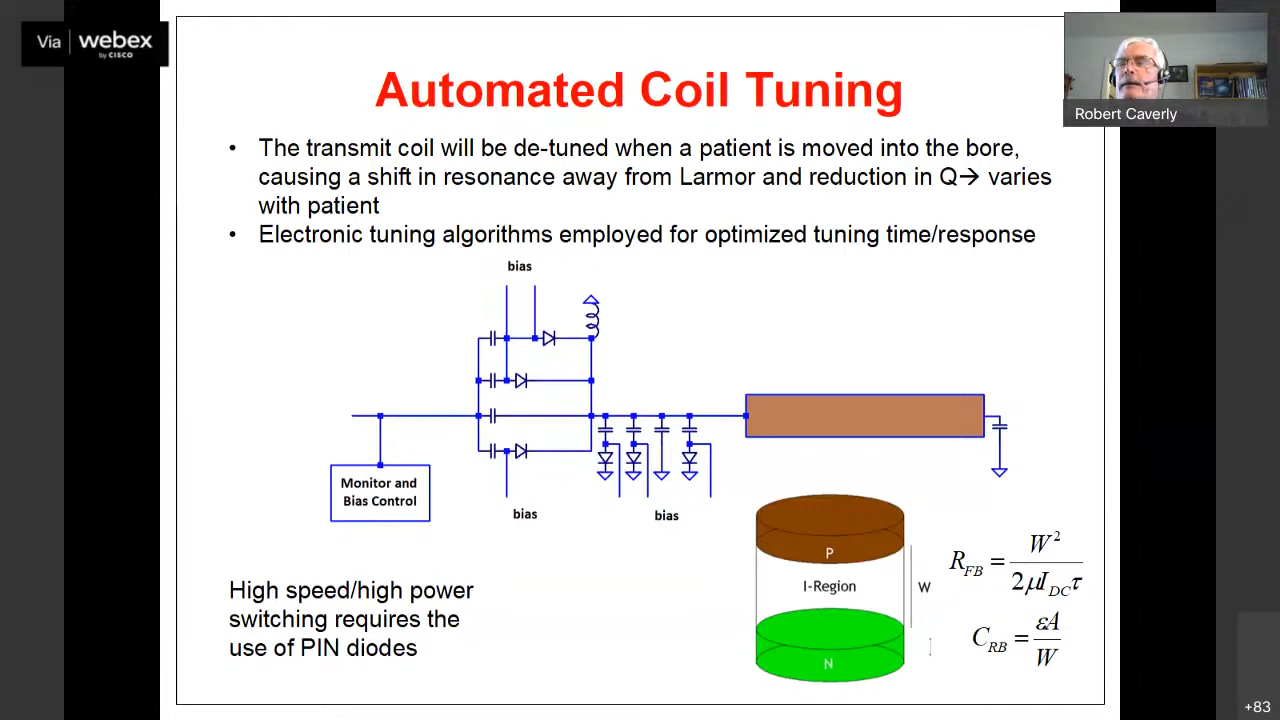 Via webex
by CISCO
Robert Caverly
Automated Coil Tuning
• The transmit coil will be de-tuned when a patient is moved into the bore,
causing a shift in resonance away from Larmor and reduction in Q→ varies
with patient
• Electronic tuning algorithms employed for optimized tuning time/response
bias
Monitor and
Bias Control
bias
bias
High speed/high power
switching requires the
use of PIN diodes
P
I-Region
W
N
R_FB = W² / 2μI_DCτ
C_RB = εA / W
+83